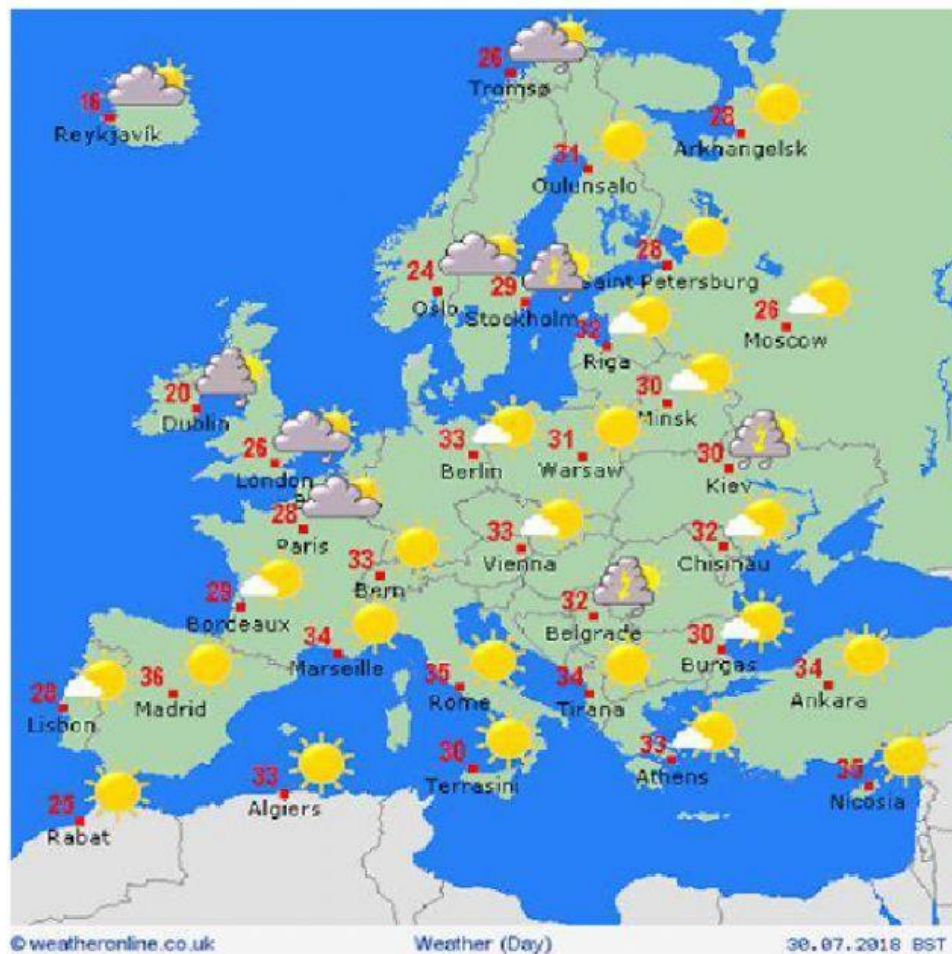 26
Tromsø
16
Reykjavík
28
Arkhangelsk
31
Oulunsalo
28
Saint Petersburg
24
Oslo
29
Stockholm
26
Moscow
32
Riga
30
Minsk
20
Dublin
26
London
33
Berlin
31
Warsaw
30
Kiev
28
Paris
33
Bern
33
Vienna
32
Chisinau
29
Bordeaux
32
Belgrade
34
Marseille
30
Burgas
28
Lisbon
36
Madrid
35
Rome
34
Tirana
34
Ankara
30
Terrasini
33
Athens
35
Nicosia
25
Rabat
33
Algiers
© weatheronline.co.uk
Weather (Day)
30.07.2018 BST